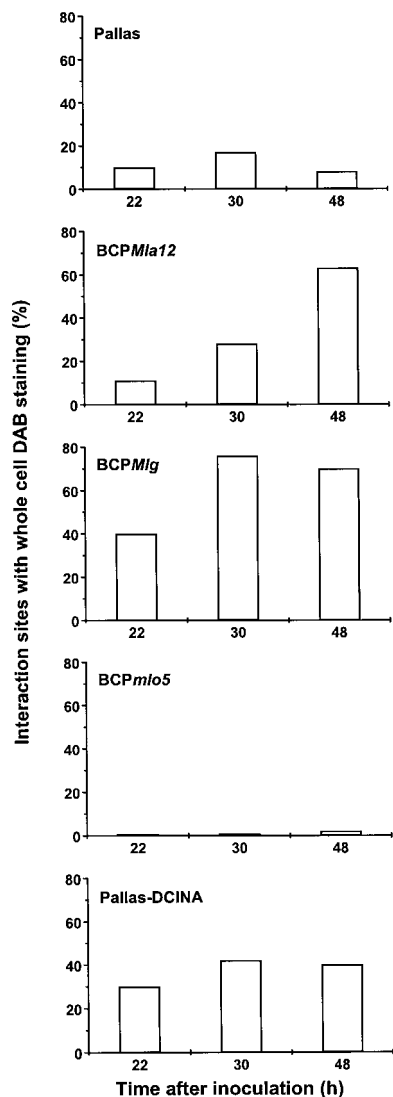 Interaction sites with whole cell DAB staining (%)
80
Pallas
60
40
20
0
22 30 48
80
BCPMla12
60
40
20
0
22 30 48
80
BCPMlg
60
40
20
0
22 30 48
80
BCPmlo5
60
40
20
0
22 30 48
80
Pallas-DCINA
60
40
20
0
22 30 48
Time after inoculation (h)